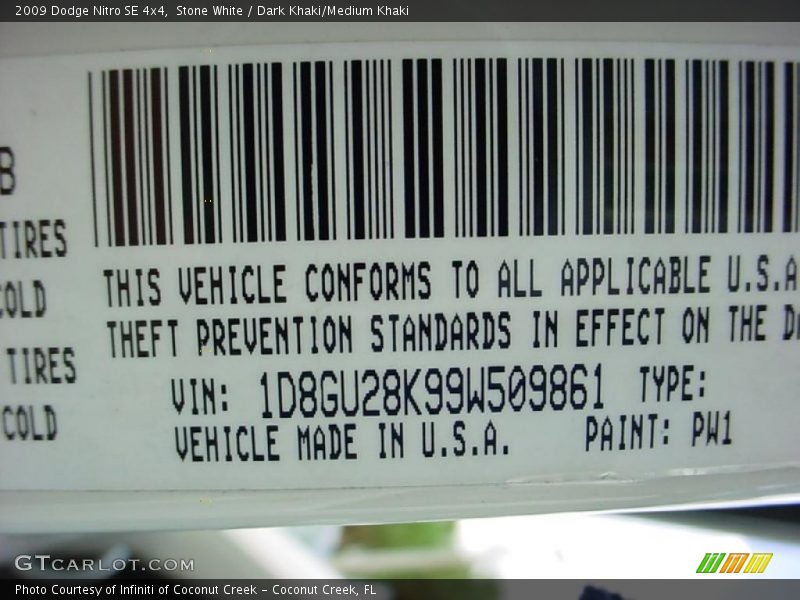 2009 Dodge Nitro SE 4x4,  Stone White / Dark Khaki/Medium Khaki
B
TIRES
COLD
THIS VEHICLE CONFORMS TO ALL APPLICABLE U.S.A
THEFT PREVENTION STANDARDS IN EFFECT ON THE
TIRES
VIN: 1D8GU28K99W509861 TYPE:
COLD
VEHICLE MADE IN U.S.A. PAINT: PW1
GTCARLOT.COM
Photo Courtesy of Infiniti of Coconut Creek - Coconut Creek, FL